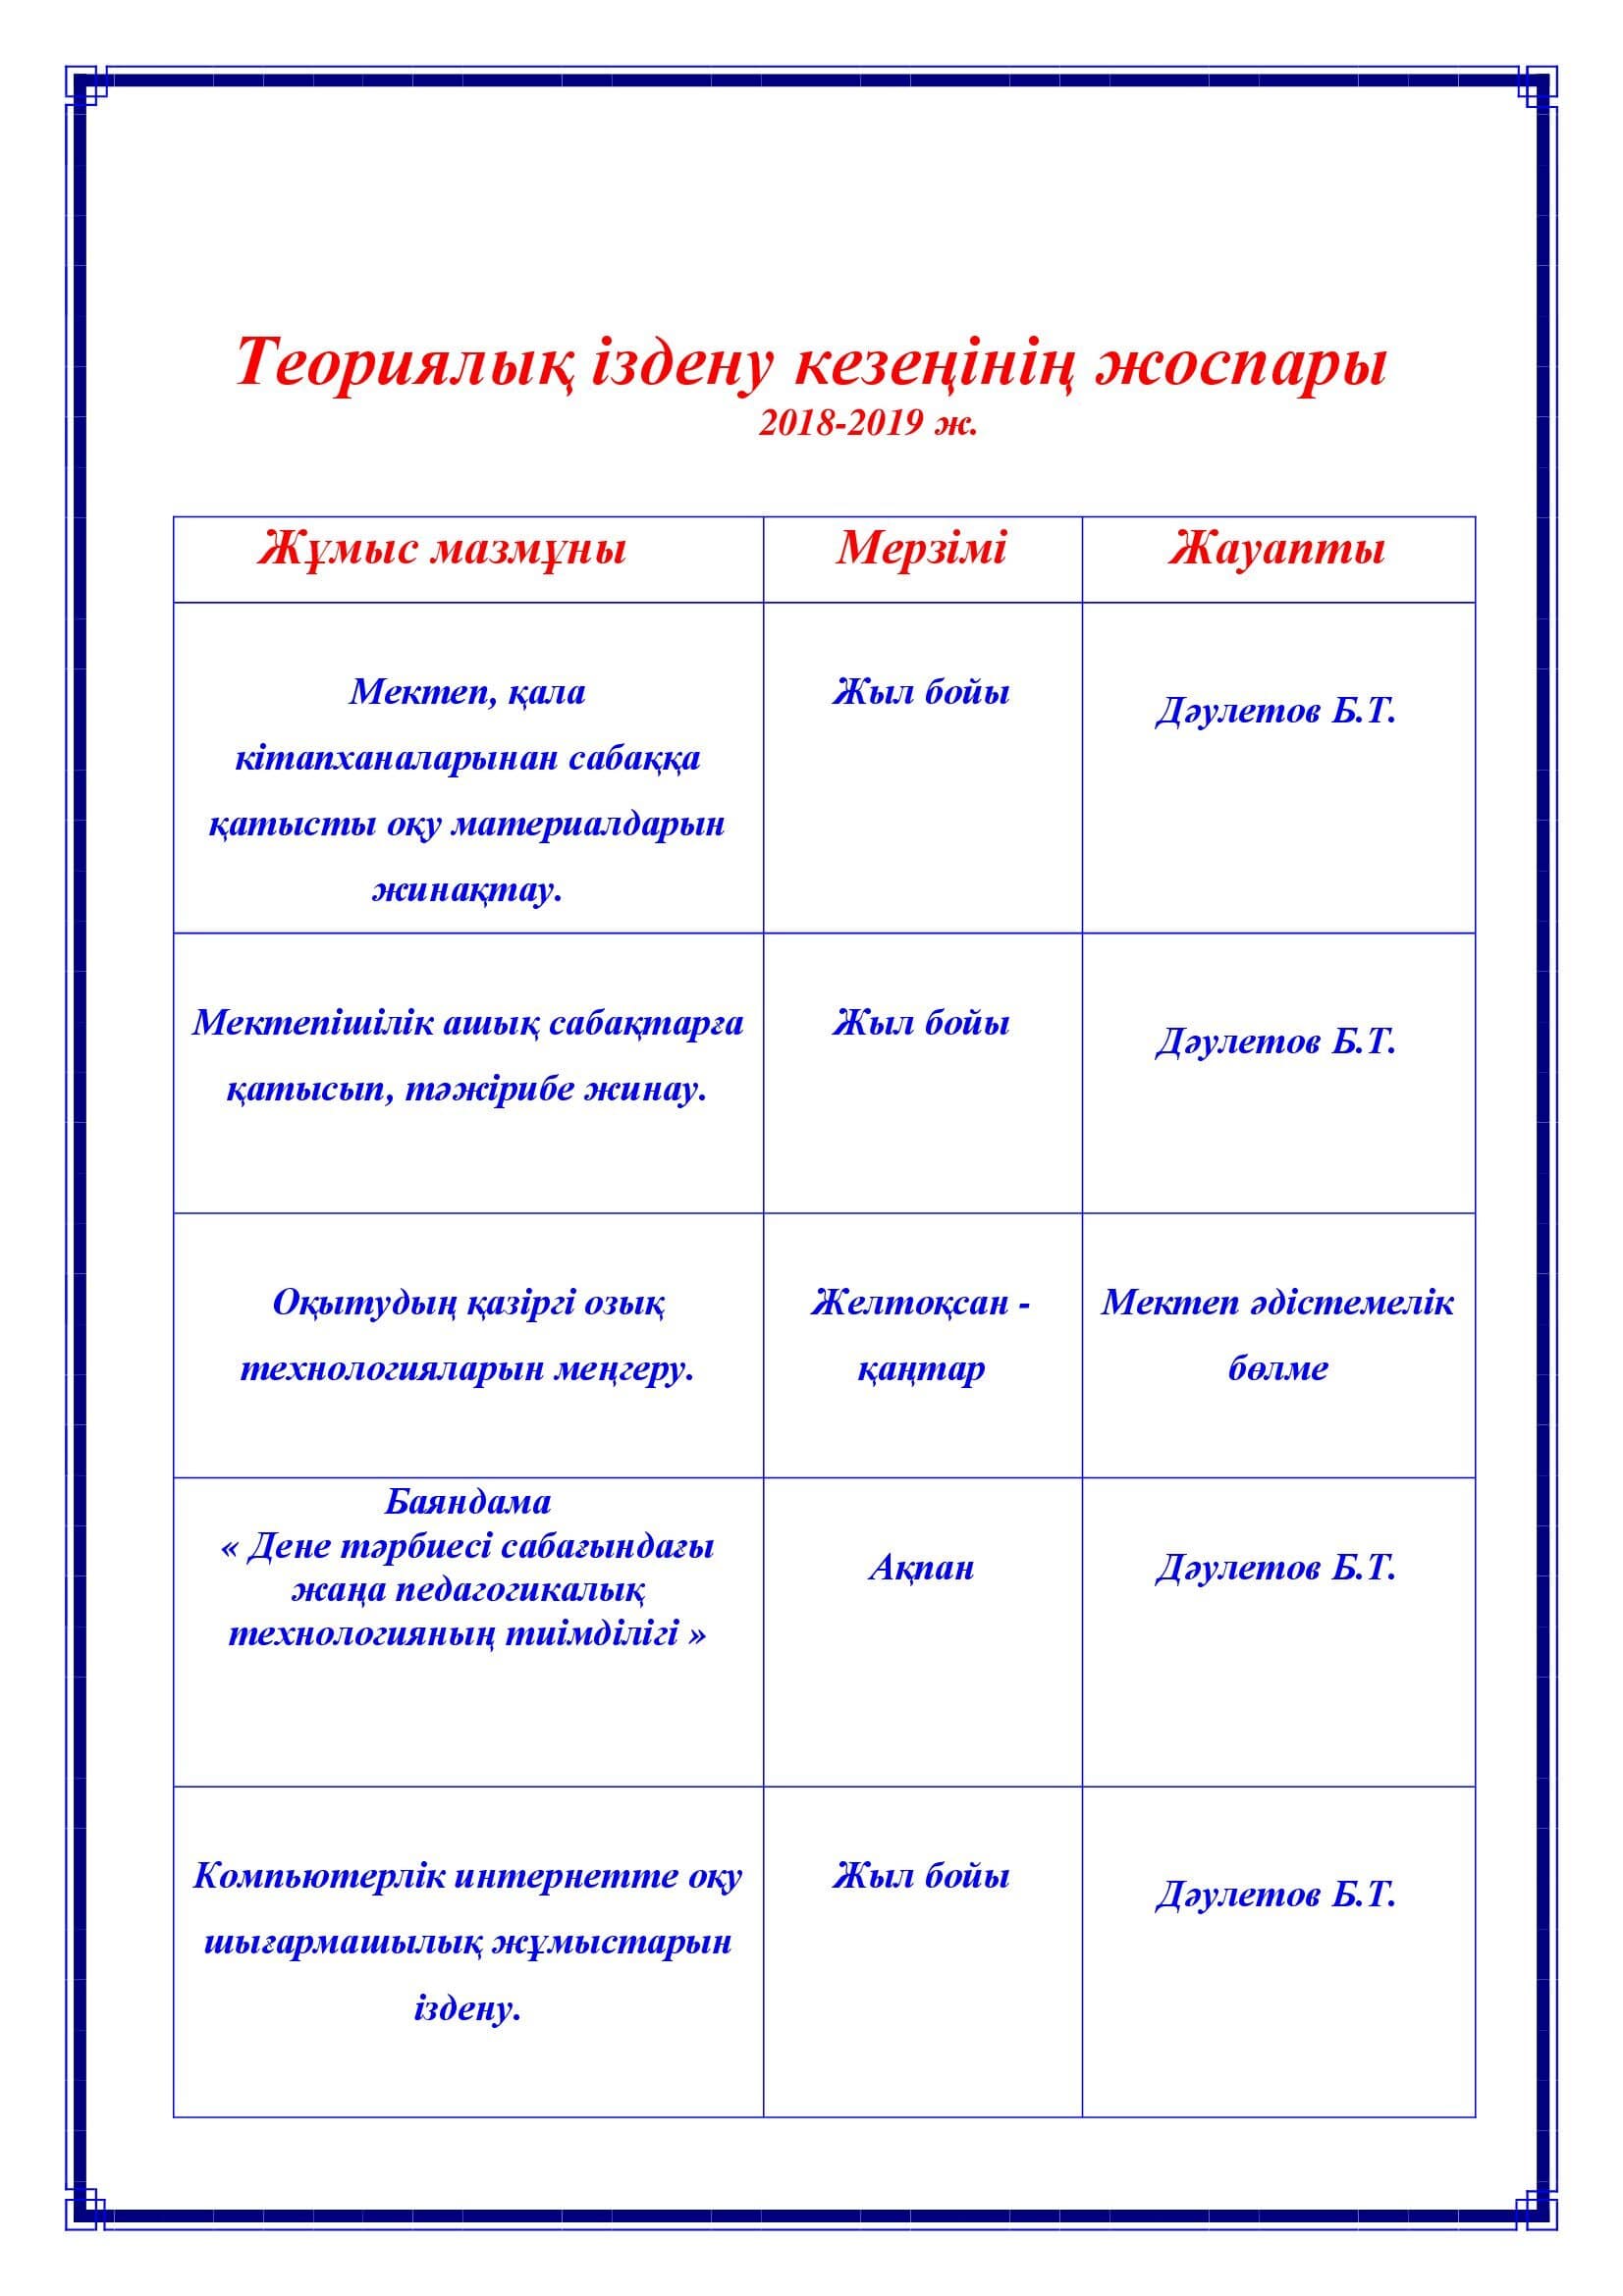 Теориялық іздену кезеңінің жоспары
2018-2019 ж.
Жұмыс мазмұны
Мерзімі
Жауапты
Мектеп, қала
кітапханаларынан сабаққа
қатысты оқу материалдарын
жинақтау.
Жыл бойы
Дәулетов Б.Т.
Мектепішілік ашық сабақтарға
қатысып, тәжірибе жинау.
Жыл бойы
Дәулетов Б.Т.
Оқытудың қазіргі озық
технологияларын меңгеру.
Желтоқсан -
қаңтар
Мектеп әдістемелік
бөлме
Баяндама
« Дене тәрбиесі сабағындағы
жаңа педагогикалық
технологияның тиімділігі »
Ақпан
Дәулетов Б.Т.
Компьютерлік интернетте оқу
шығармашылық жұмыстарын
іздену.
Жыл бойы
Дәулетов Б.Т.